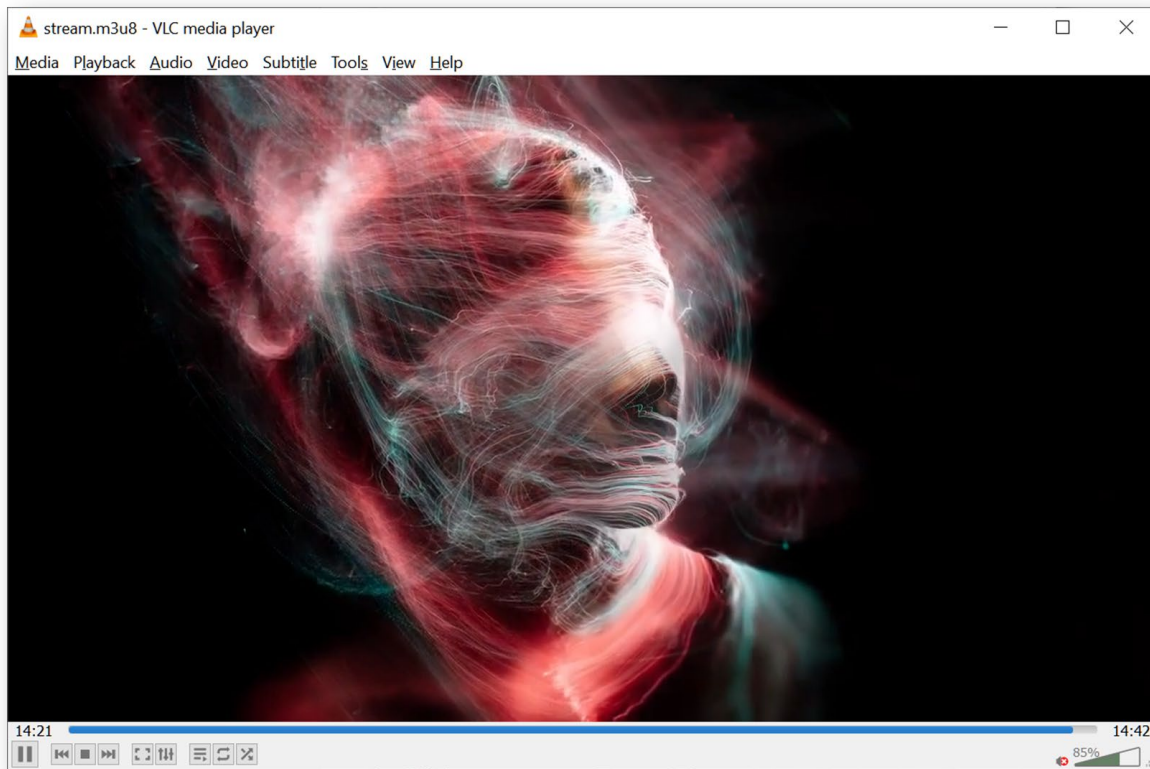 stream.m3u8 - VLC media player
Media Playback Audio Video Subtitle Tools View Help
14:21 14:42
85%